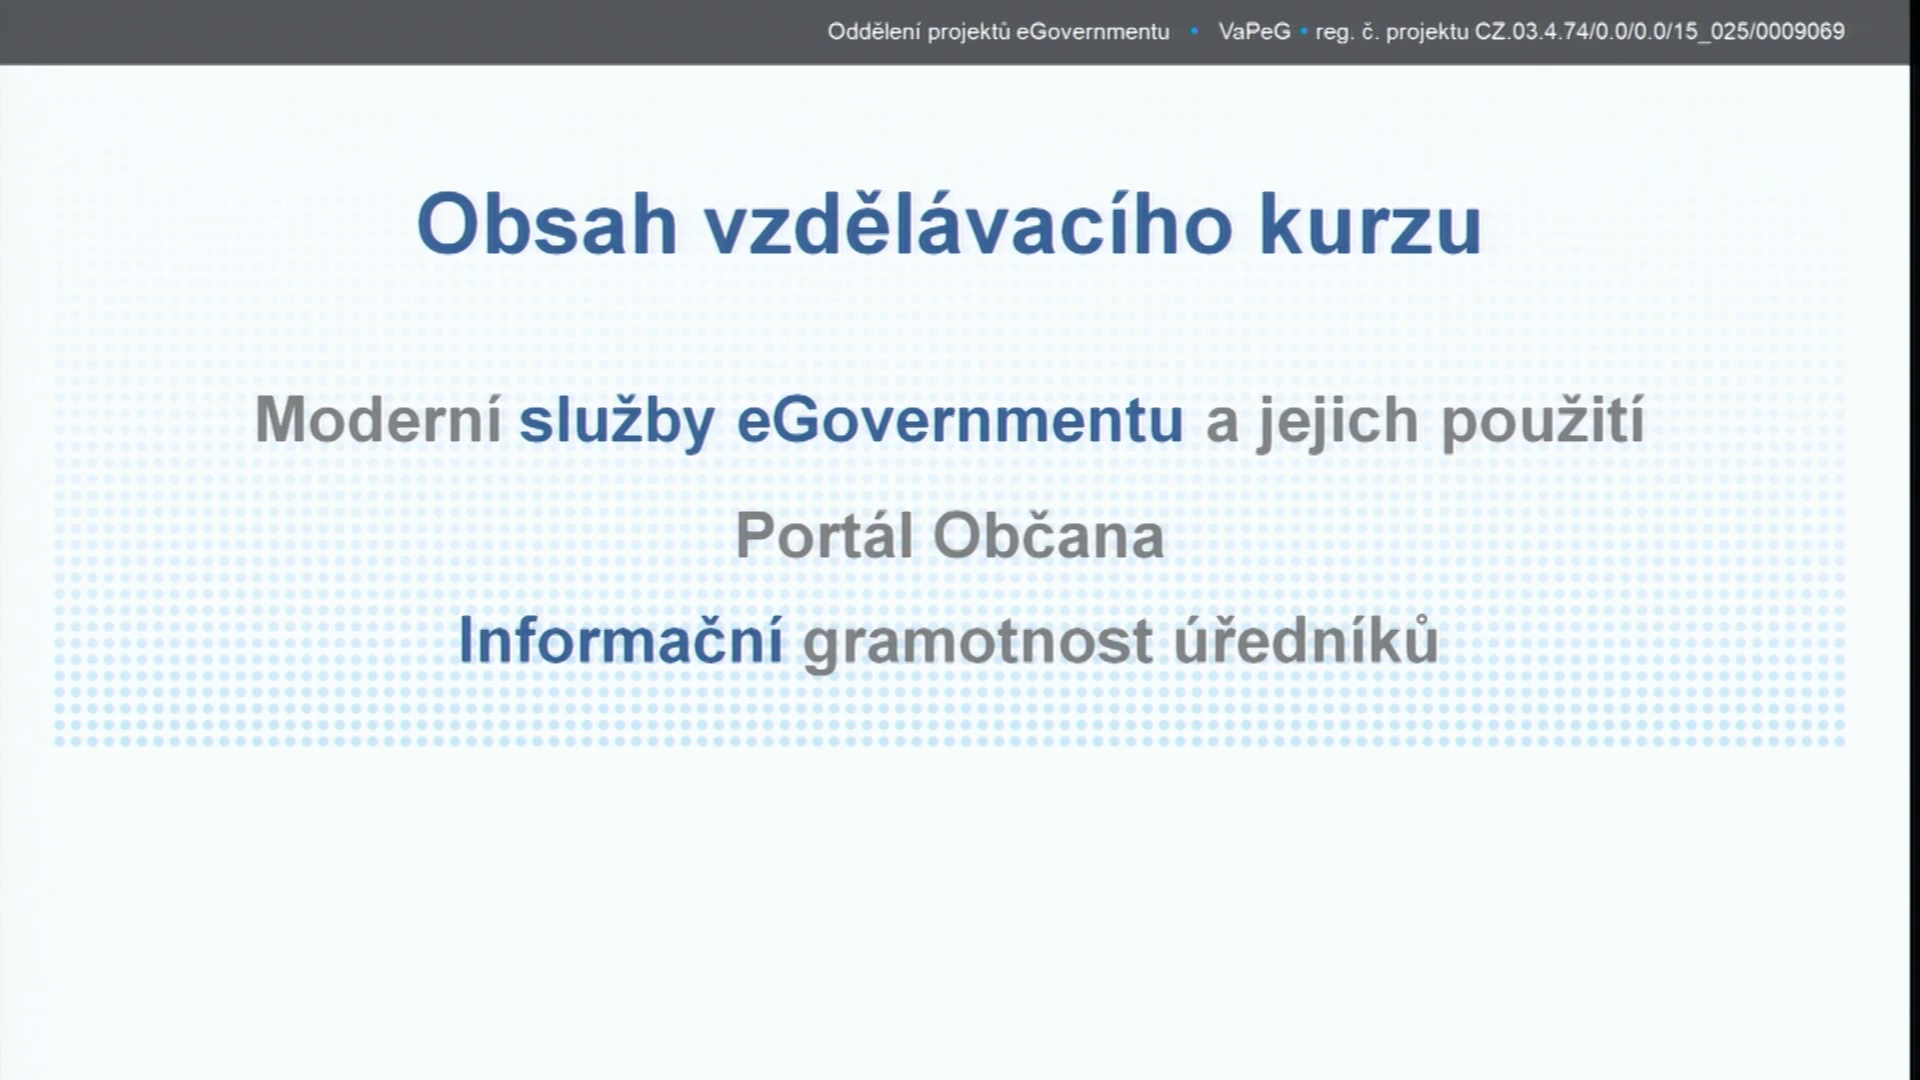 Oddělení projektů eGovernmentu • VaPeG • reg. č. projektu CZ.03.4.74/0.0/0.0/15_025/0009069
Obsah vzdělávacího kurzu
Moderní služby eGovernmentu a jejich použití
Portál Občana
Informační gramotnost úředníků